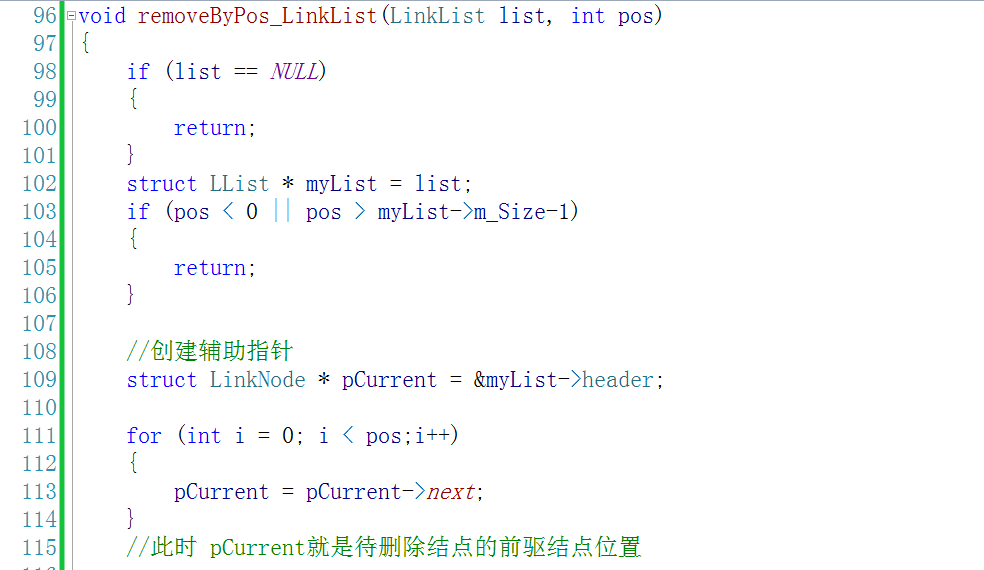 96 void removeByPos_LinkList(LinkList list, int pos)
97 {
98     if (list == NULL)
99     {
100         return;
101     }
102     struct LList * myList = list;
103     if (pos < 0 || pos > myList->m_Size-1)
104     {
105         return;
106     }
107
108     //创建辅助指针
109     struct LinkNode * pCurrent = &myList->header;
110
111     for (int i = 0; i < pos;i++)
112     {
113         pCurrent = pCurrent->next;
114     }
115     //此时 pCurrent就是待删除结点的前驱结点位置